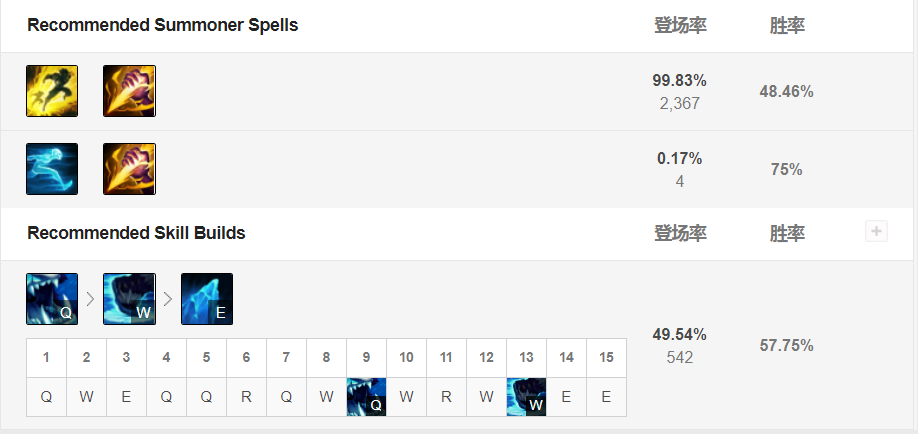 Recommended Summoner Spells 登场率 胜率
99.83%
2,367
48.46%
0.17%
4
75%
Recommended Skill Builds 登场率 胜率 +
Q W E
49.54%
542
57.75%
1 2 3 4 5 6 7 8 9 10 11 12 13 14 15
Q W E Q Q R Q W Q W R W W E E